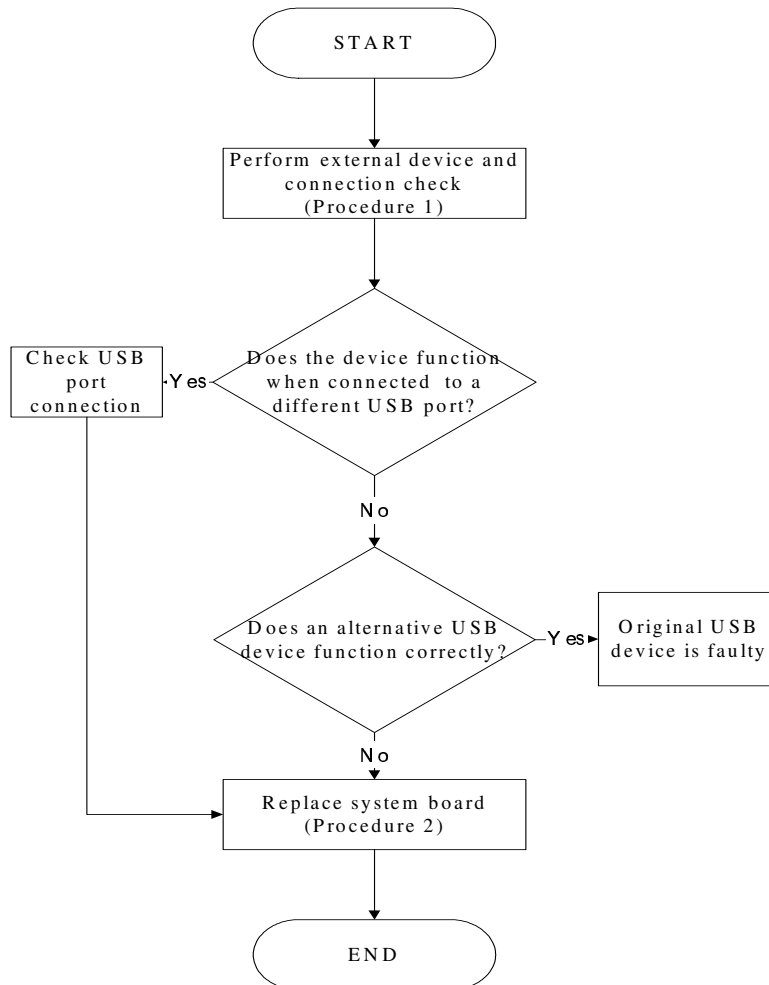 START
Perform external device and
connection check
(Procedure 1)
Does the device function
when connected to a
different USB port?
Yes
Check USB
port
connection
No
Does an alternative USB
device function correctly?
Yes
Original USB
device is faulty
No
Replace system board
(Procedure 2)
END